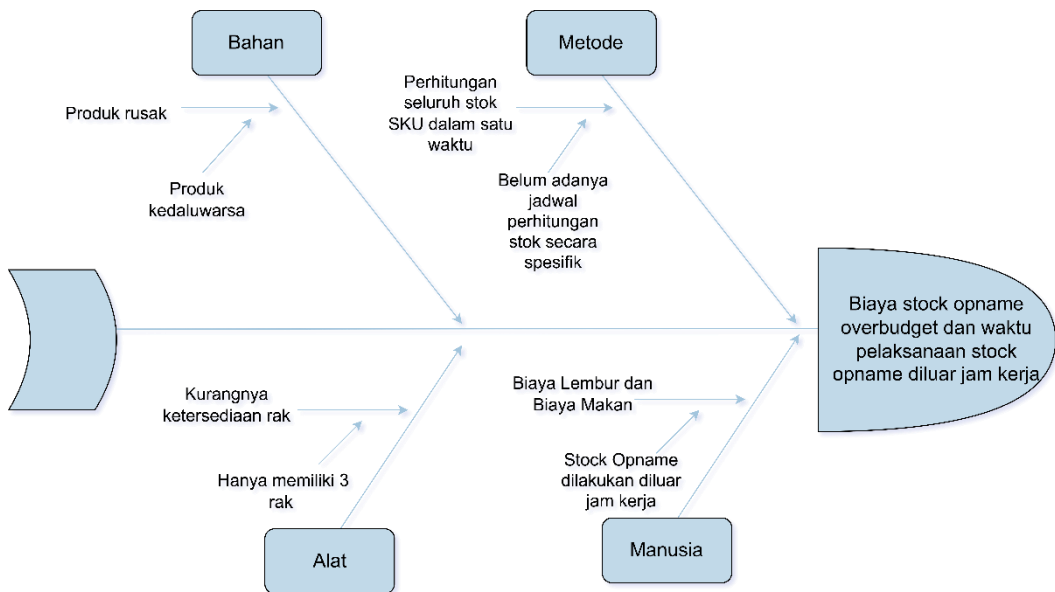 Bahan
Metode
Produk rusak
Produk
kedaluwarsa
Perhitungan
seluruh stok
SKU dalam satu
waktu
Belum adanya
jadwal
perhitungan
stok secara
spesifik
Biaya stock opname
overbudget dan waktu
pelaksanaan stock
opname diluar jam kerja
Kurangnya
ketersediaan rak
Hanya memiliki 3
rak
Biaya Lembur dan
Biaya Makan
Stock Opname
dilakukan diluar
jam kerja
Alat
Manusia